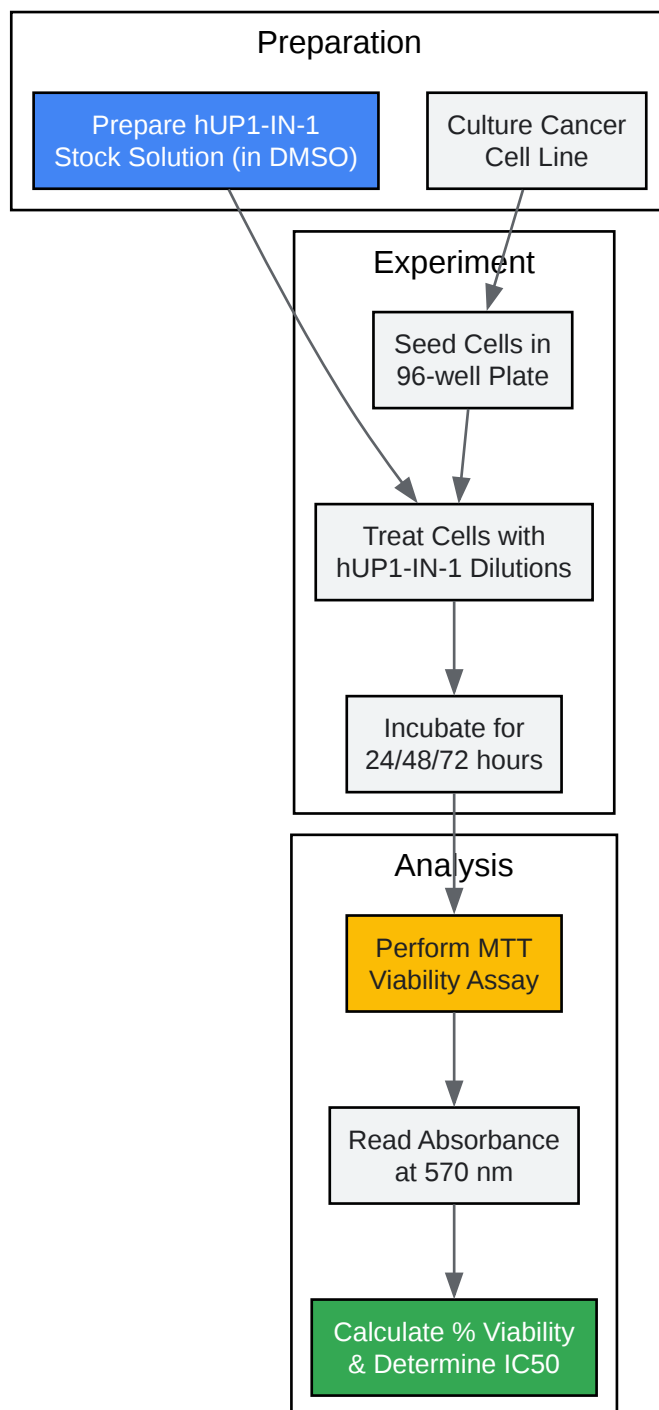 Preparation
Prepare hUP1-IN-1
Stock Solution (in DMSO)
Culture Cancer
Cell Line
Experiment
Seed Cells in
96-well Plate
Treat Cells with
hUP1-IN-1 Dilutions
Incubate for
24/48/72 hours
Analysis
Perform MTT
Viability Assay
Read Absorbance
at 570 nm
Calculate % Viability
& Determine IC50